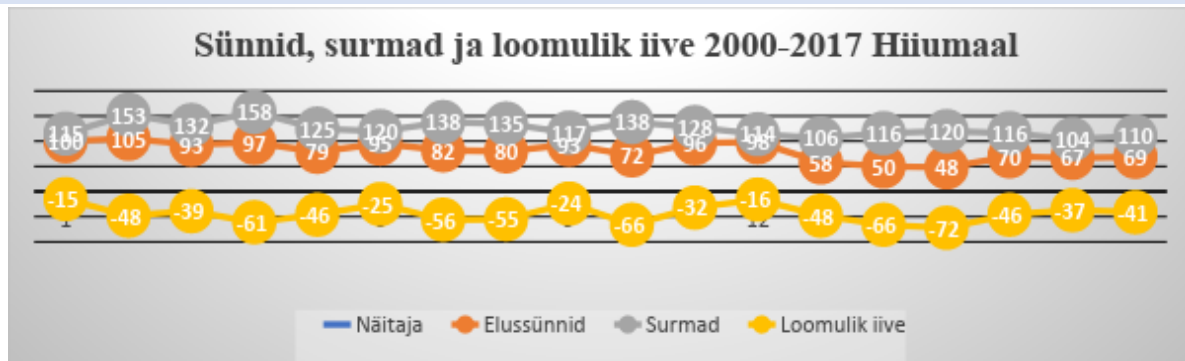 Sünnid, surmad ja loomulik iive 2000-2017 Hiiumaal
115 153 132 158 125 120 138 135 117 138 128 114 106 116 120 116 104 110
100 105 93 97 79 95 82 80 93 72 96 98 58 50 48 70 67 69
-15 -48 -39 -61 -46 -25 -56 -55 -24 -66 -32 -16 -48 -66 -72 -46 -37 -41
1 12
Näitaja Elussünnid Surmad Loomulik iive